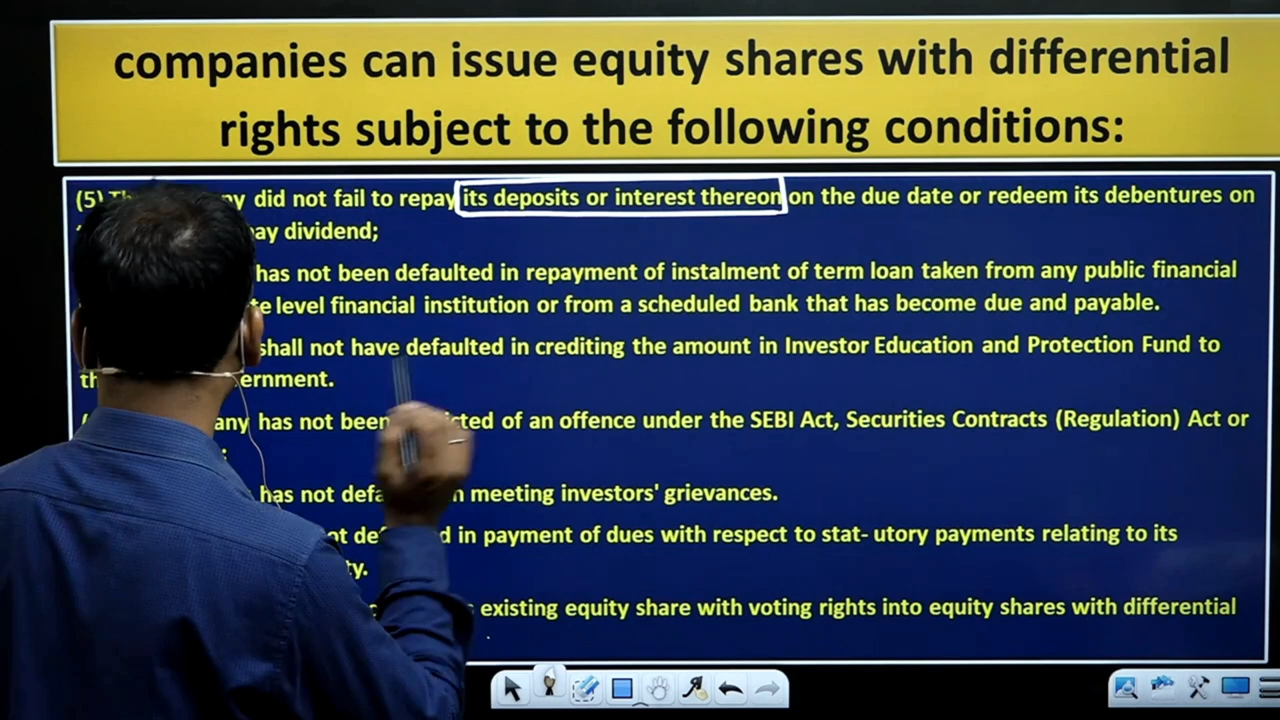 companies can issue equity shares with differential
rights subject to the following conditions:
(5) did not fail to repay its deposits or interest thereon on the due date or redeem its debentures on
pay dividend;
has not been defaulted in repayment of instalment of term loan taken from any public financial
level financial institution or from a scheduled bank that has become due and payable.
shall not have defaulted in crediting the amount in Investor Education and Protection Fund to
has not been of an offence under the SEBI Act, Securities Contracts (Regulation) Act or
has not meeting investors' grievances.
in payment of dues with respect to stat- utory payments relating to its
existing equity share with voting rights into equity shares with differential